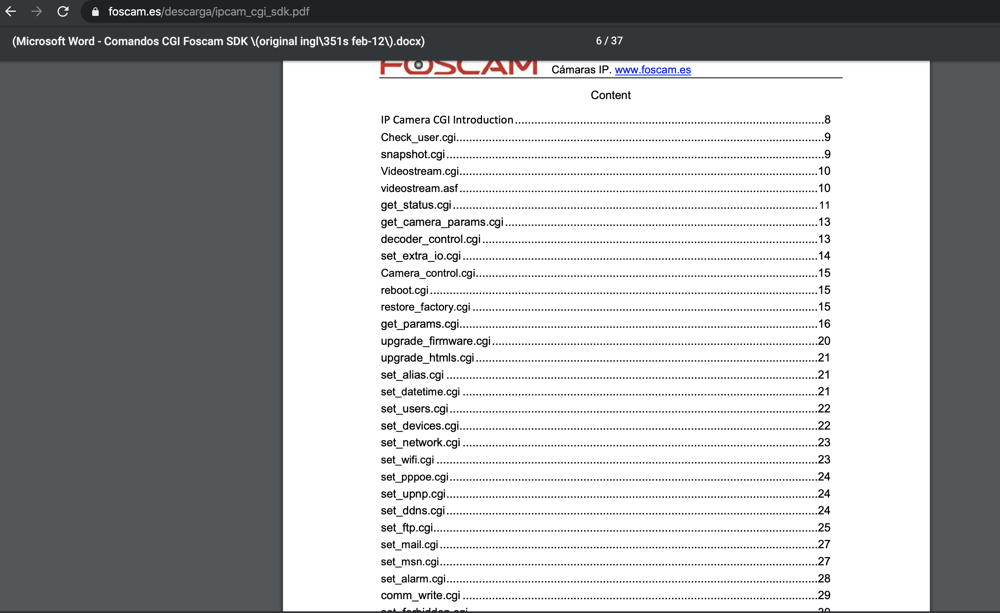 foscam.es/descarga/ipcam_cgi_sdk.pdf
(Microsoft Word - Comandos CGI Foscam SDK \(original ingl\351s feb-12\).docx) 6 / 37
FOSCAM Cámaras IP. www.foscam.es
Content
IP Camera CGI Introduction........................................8
Check_user.cgi........................................9
snapshot.cgi........................................9
Videostream.cgi........................................10
videostream.asf........................................10
get_status.cgi........................................11
get_camera_params.cgi........................................13
decoder_control.cgi........................................13
set_extra_io.cgi........................................14
Camera_control.cgi........................................15
reboot.cgi........................................15
restore_factory.cgi........................................15
get_params.cgi........................................16
upgrade_firmware.cgi........................................20
upgrade_htmls.cgi........................................21
set_alias.cgi........................................21
set_datetime.cgi........................................21
set_users.cgi........................................22
set_devices.cgi........................................22
set_network.cgi........................................23
set_wifi.cgi........................................23
set_pppoe.cgi........................................24
set_upnp.cgi........................................24
set_ddns.cgi........................................24
set_ftp.cgi........................................25
set_mail.cgi........................................27
set_msn.cgi........................................27
set_alarm.cgi........................................28
comm_write.cgi........................................29
set_forbidden.cgi 30